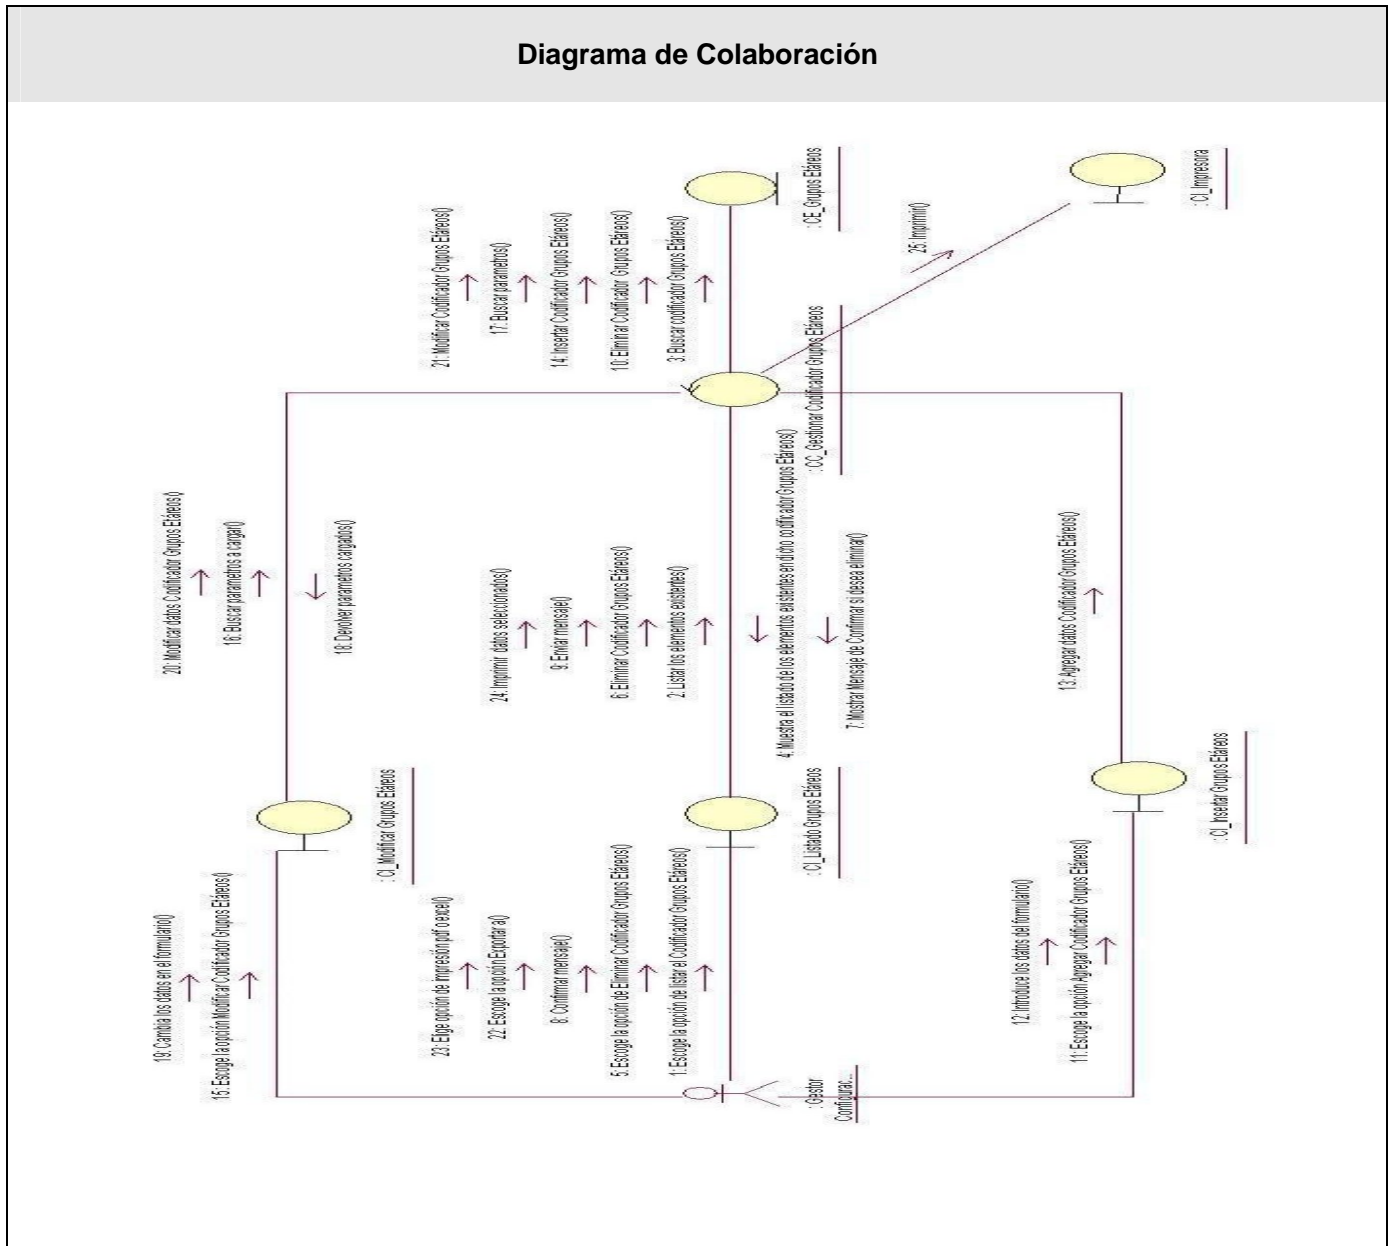 Diagrama de Colaboración
19: Cambia los datos en el formulario()
15: Escoge la opción Modificar Codificador Grupos Etáreos()
: CI_Modificar Grupos Etáreos
20: Modificar datos Codificador Grupos Etáreos()
16: Buscar parametros a cargar()
18: Devolver parametros cargados()
23: Elige opción de impresión pdf o excel()
22: Escoge la opción Exportar a()
8: Confirmar mensaje()
5: Escoge la opción de Eliminar Codificador Grupos Etáreos()
1: Escoge la opción de listar el Codificador Grupos Etáreos()
: Gestor
Configurac...
: CI_Listado Grupos Etáreos
24: Imprimir datos seleccionados()
9: Enviar mensaje()
6: Eliminar Codificador Grupos Etáreos()
2: Listar los elementos existentes()
4: Muestra el listado de los elementos existentes en dicho codificador Grupos Etáreos()
7: Mostrar Mensaje de Confirmar si desea eliminar()
: CC_Gestionar Codificador Grupos Etáreos
21: Modificar Codificador Grupos Etáreos()
17: Buscar parametros()
14: Insertar Codificador Grupos Etáreos()
10: Eliminar Codificador Grupos Etáreos()
3: Buscar codificador Grupos Etáreos()
: CE_Grupos Etáreos
12: Introduce los datos del formulario()
11: Escoge la opción Agregar Codificador Grupos Etáreos()
: CI_Insertar Grupos Etáreos
13: Agregar datos Codificador Grupos Etáreos()
25: Imprimir()
: CI_Impresora